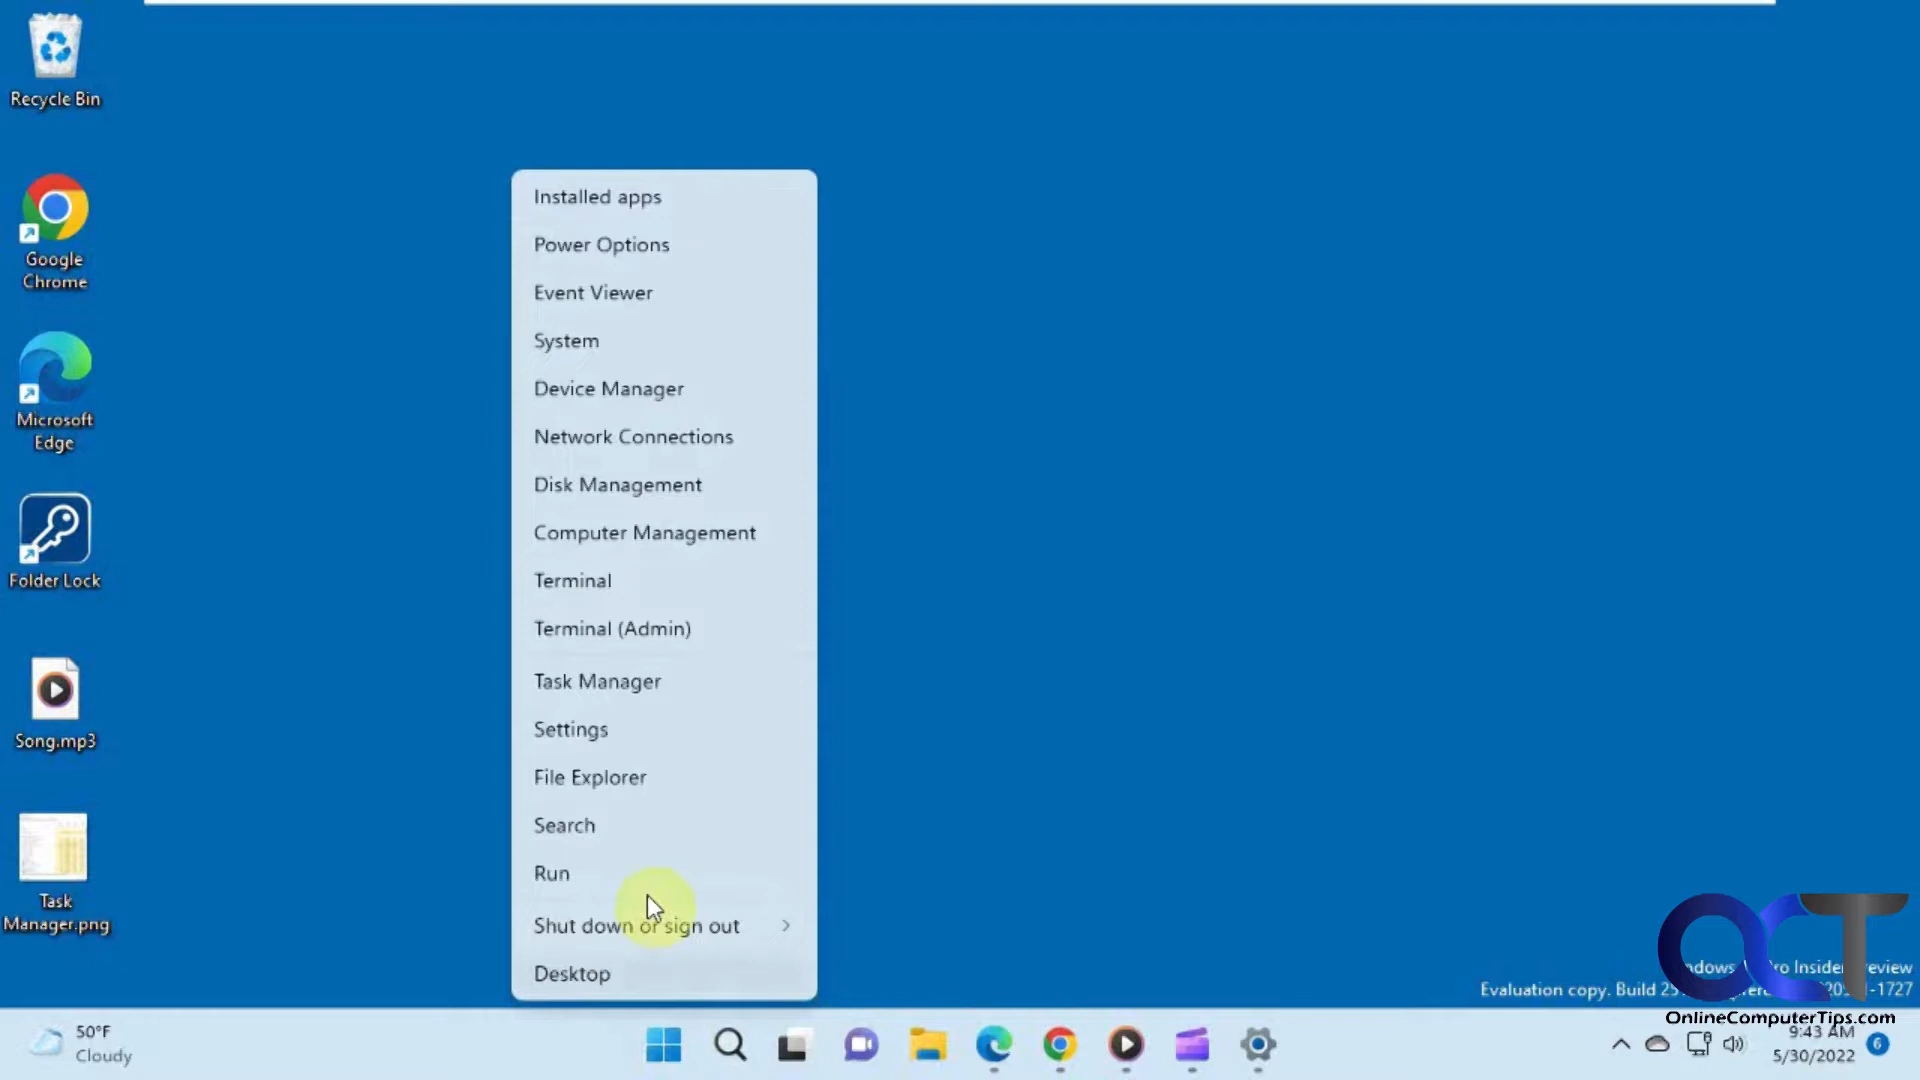 Recycle Bin
Google
Chrome
Microsoft
Edge
Folder Lock
Song.mp3
Task
Manager.png
Installed apps
Power Options
Event Viewer
System
Device Manager
Network Connections
Disk Management
Computer Management
Terminal
Terminal (Admin)
Task Manager
Settings
File Explorer
Search
Run
Shut down or sign out
Desktop
OCT
Evaluation copy. Build
OnlineComputerTips.com
50°F
Cloudy
9:43 AM
5/30/2022
6